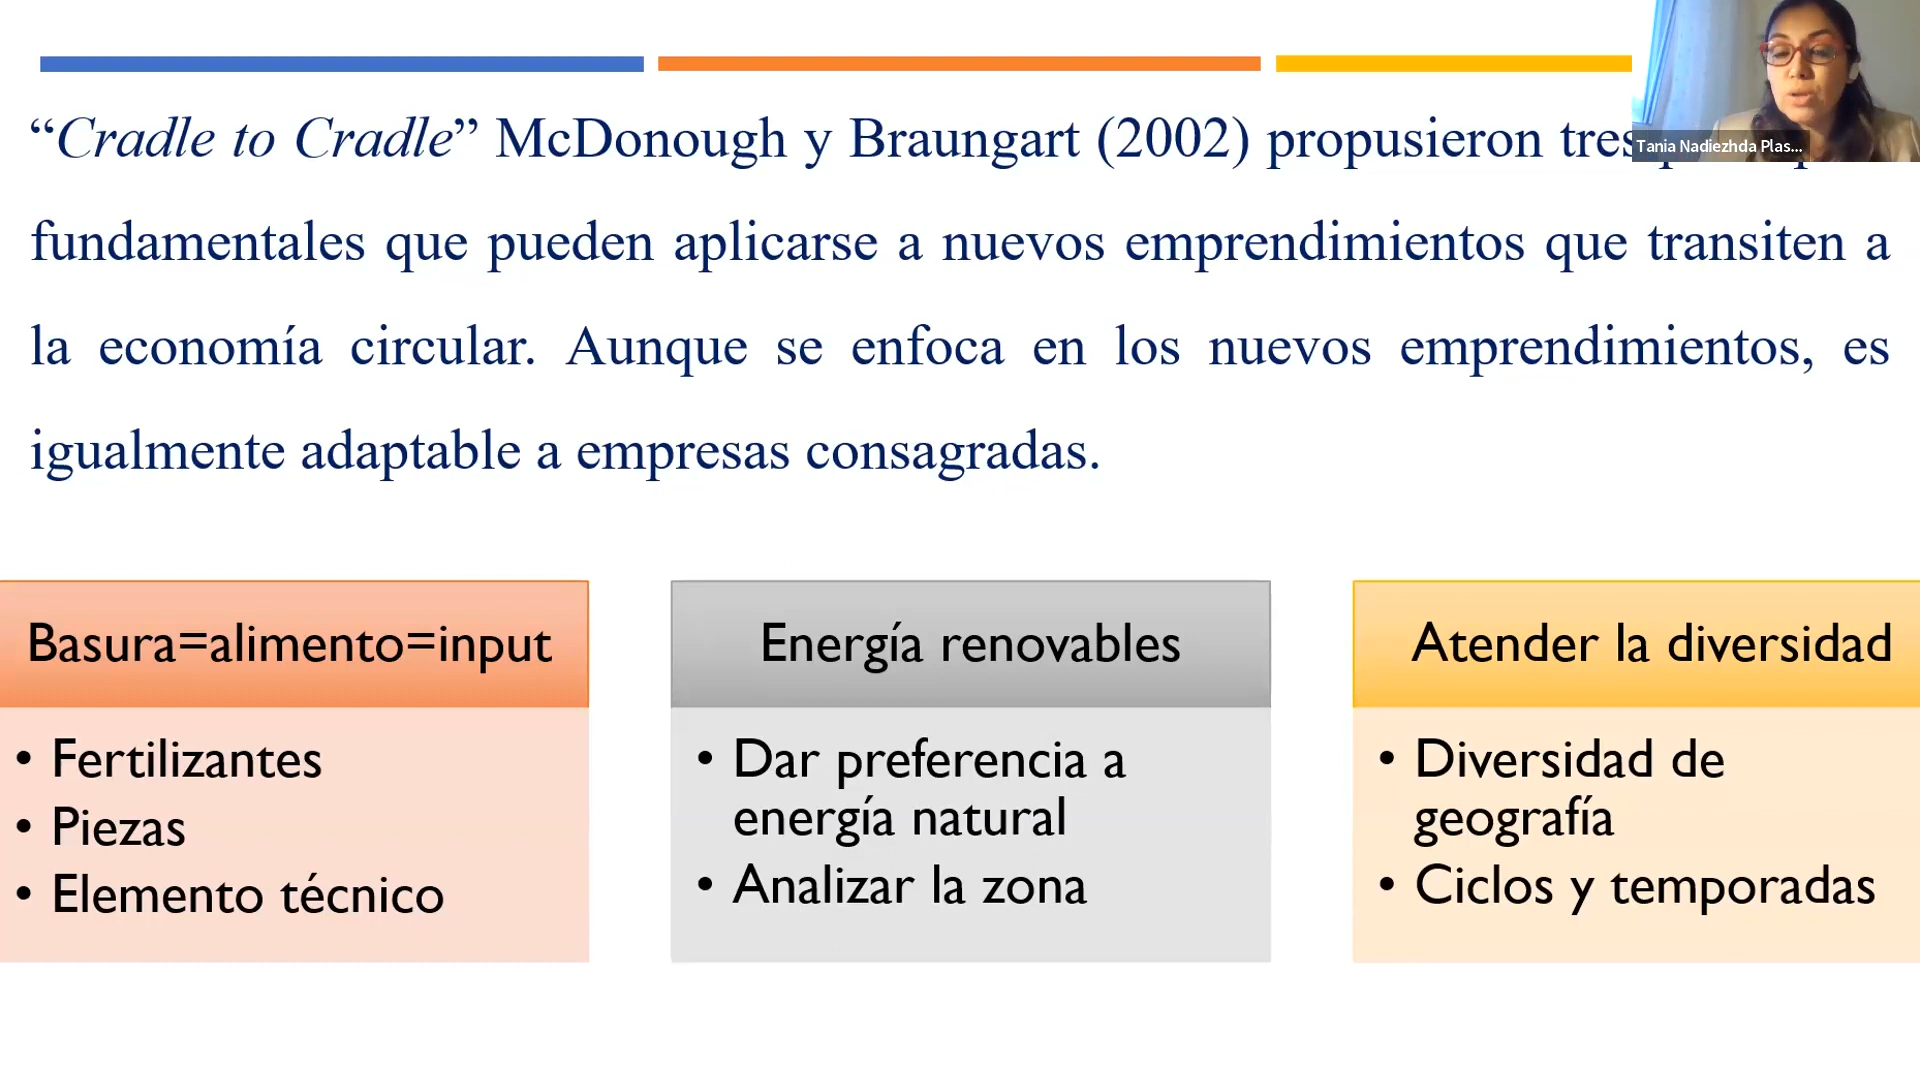 “Cradle to Cradle” McDonough y Braungart (2002) propusieron tres
Tania Nadiezhda Plas...
fundamentales que pueden aplicarse a nuevos emprendimientos que transiten a
la economía circular. Aunque se enfoca en los nuevos emprendimientos, es
igualmente adaptable a empresas consagradas.
Basura=alimento=input
• Fertilizantes
• Piezas
• Elemento técnico
Energía renovables
• Dar preferencia a
energía natural
• Analizar la zona
Atender la diversidad
• Diversidad de
geografía
• Ciclos y temporadas